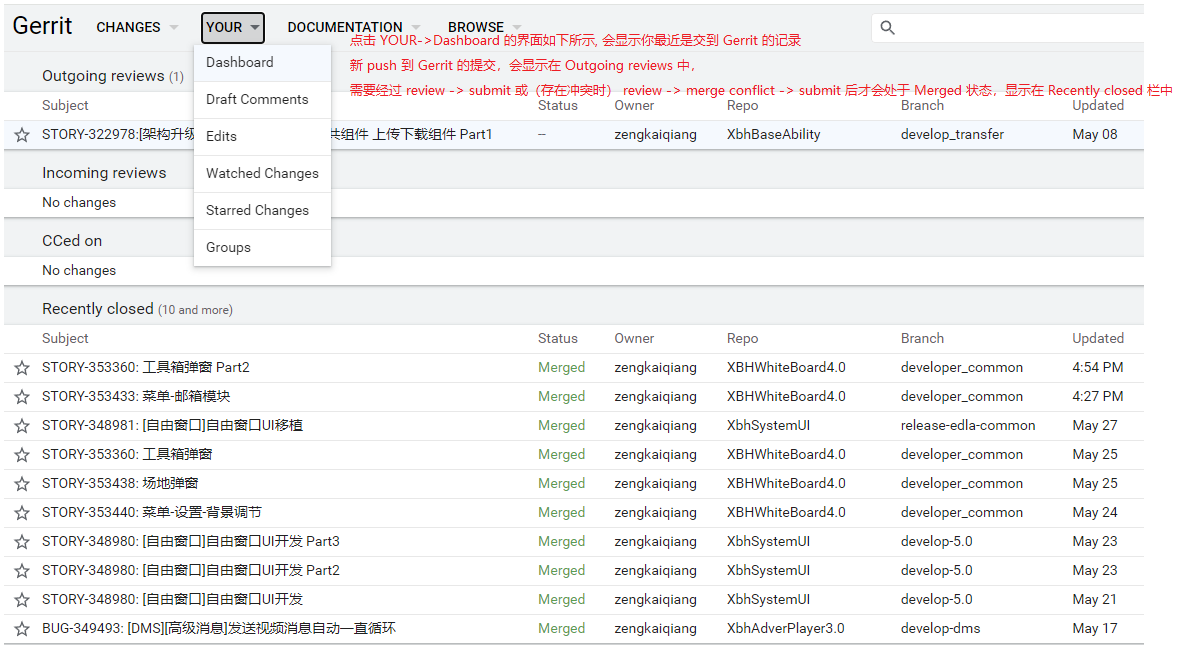 Gerrit CHANGES YOUR DOCUMENTATION BROWSE
点击 YOUR->Dashboard 的界面如下所示, 会显示你最近是交到 Gerrit 的记录
Dashboard
新 push 到 Gerrit 的提交，会显示在 Outgoing reviews 中，
Outgoing reviews (1)
需要经过 review -> submit 或（存在冲突时） review -> merge conflict -> submit 后才会处于 Merged 状态，显示在 Recently closed 栏中
Draft Comments
Subject Status Owner Repo Branch Updated
STORY-322978:[架构升级 共组件 上传下载组件 Part1 -- zengkaiqiang XbhBaseAbility develop_transfer May 08
Edits
Incoming reviews
Watched Changes
No changes
Starred Changes
CCed on
Groups
No changes
Recently closed (10 and more)
Subject Status Owner Repo Branch Updated
STORY-353360: 工具箱弹窗 Part2 Merged zengkaiqiang XBHWhiteBoard4.0 developer_common 4:54 PM
STORY-353433: 菜单-邮箱模块 Merged zengkaiqiang XBHWhiteBoard4.0 developer_common 4:27 PM
STORY-348981: [自由窗口]自由窗口UI移植 Merged zengkaiqiang XbhSystemUI release-edla-common May 27
STORY-353360: 工具箱弹窗 Merged zengkaiqiang XBHWhiteBoard4.0 developer_common May 25
STORY-353438: 场地弹窗 Merged zengkaiqiang XBHWhiteBoard4.0 developer_common May 25
STORY-353440: 菜单-设置-背景调节 Merged zengkaiqiang XBHWhiteBoard4.0 developer_common May 24
STORY-348980: [自由窗口]自由窗口UI开发 Part3 Merged zengkaiqiang XbhSystemUI develop-5.0 May 23
STORY-348980: [自由窗口]自由窗口UI开发 Part2 Merged zengkaiqiang XbhSystemUI develop-5.0 May 23
STORY-348980: [自由窗口]自由窗口UI开发 Merged zengkaiqiang XbhSystemUI develop-5.0 May 21
BUG-349493: [DMS][高级消息]发送视频消息自动一直循环 Merged zengkaiqiang XbhAdverPlayer3.0 develop-dms May 17